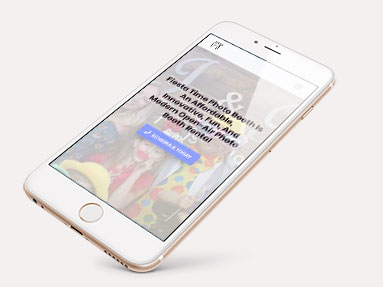 Fiesta Time Photo Booth Is
An Affordable,
Innovative, Fun, And
Modern Open-Air Photo
Booth Rental
SCHEDULE TODAY